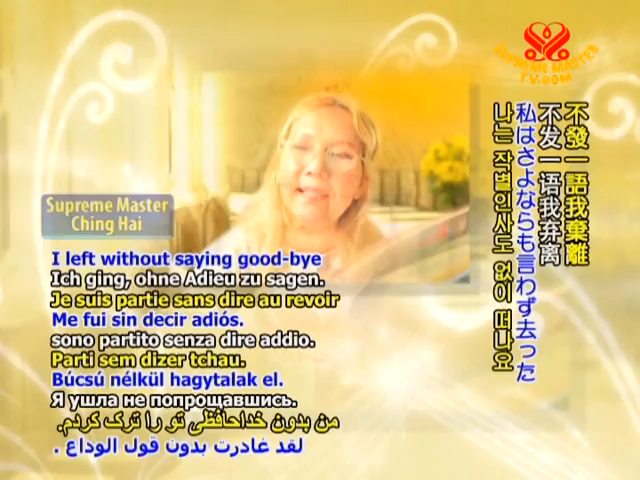 SUPREME MASTER
TV.COM
不發一語我棄離
不发一语我弃离
私はさよならも言わず去った
나는 작별인사도 없이 떠나요
Supreme Master
Ching Hai
I left without saying good-bye
Ich ging, ohne Adieu zu sagen.
Je suis partie sans dire au revoir
Me fui sin decir adiós.
sono partito senza dire addio.
Parti sem dizer tchau.
Búcsú nélkül hagytalak el.
Я ушла не попрощавшись.
من بدون خداحافظی تو را ترک کردم.
لقد غادرت بدون قول الوداع .